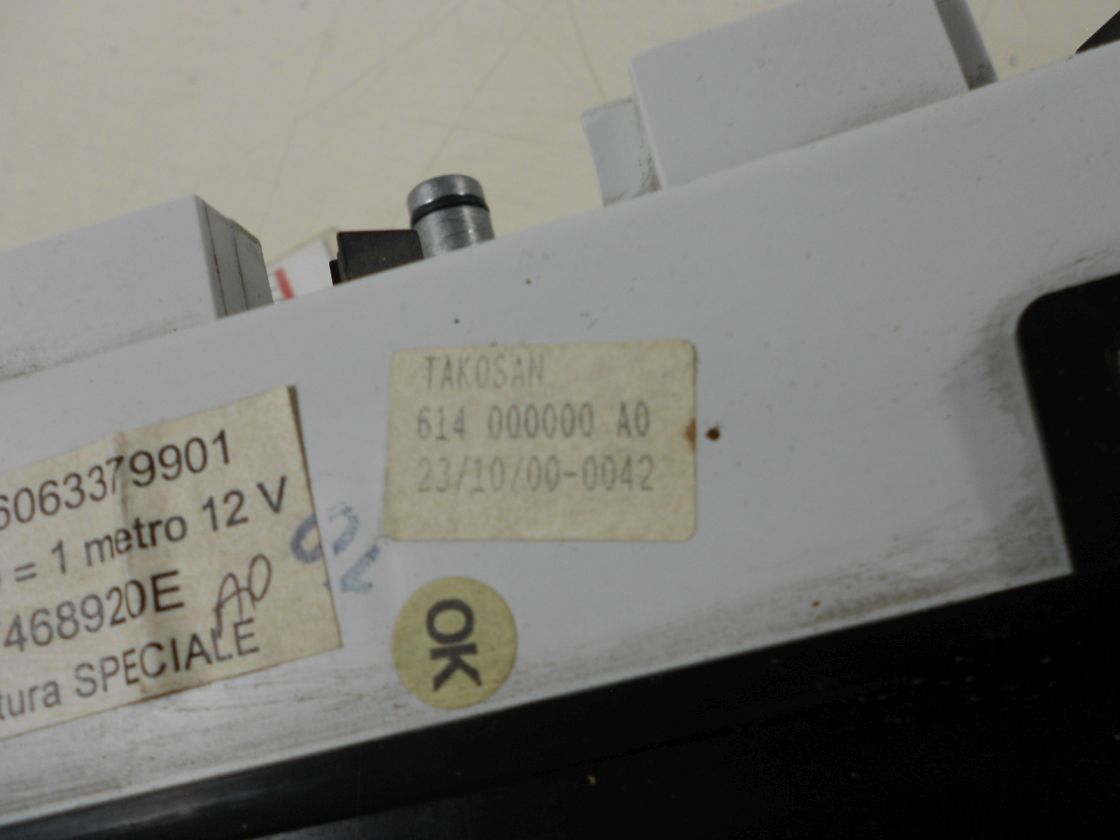 6063379901
= 1 metro 12 V
468920E A0
tura SPECIALE
TAKOSAN
614 000000 A0
23/10/00-0042
OK